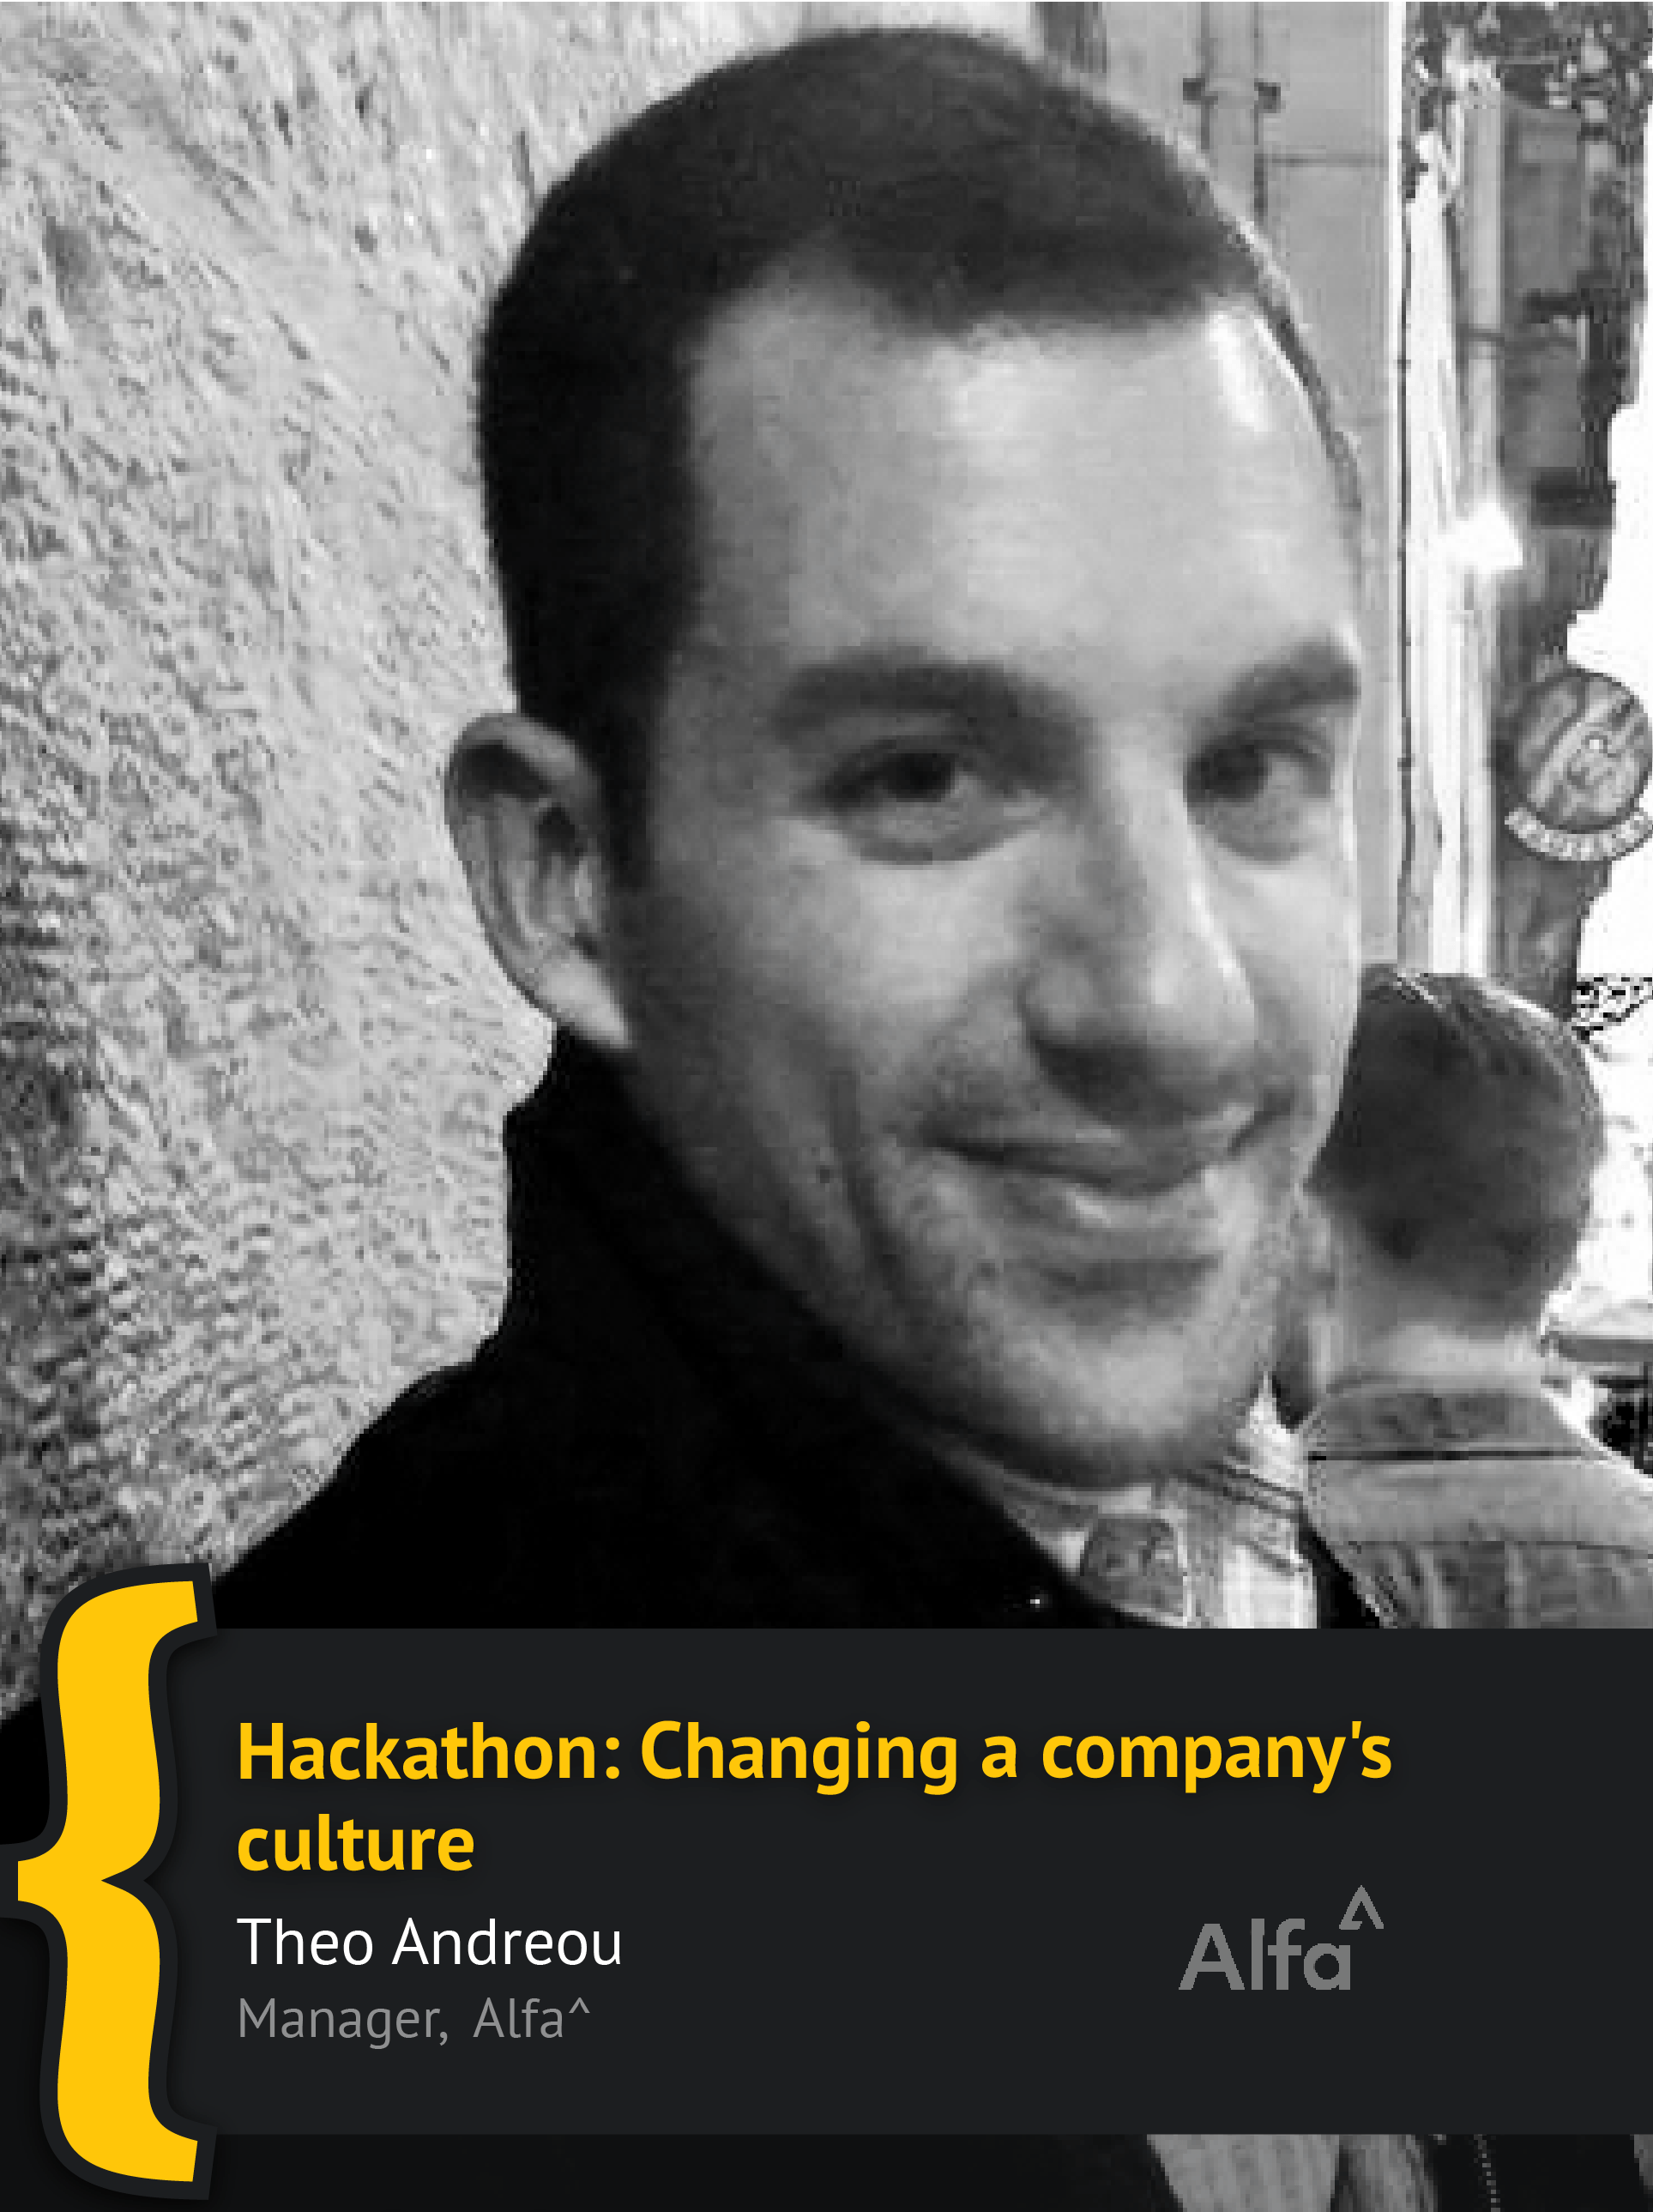 Hackathon: Changing a company's
culture
Theo Andreou
Manager, Alfa^
Alfa^